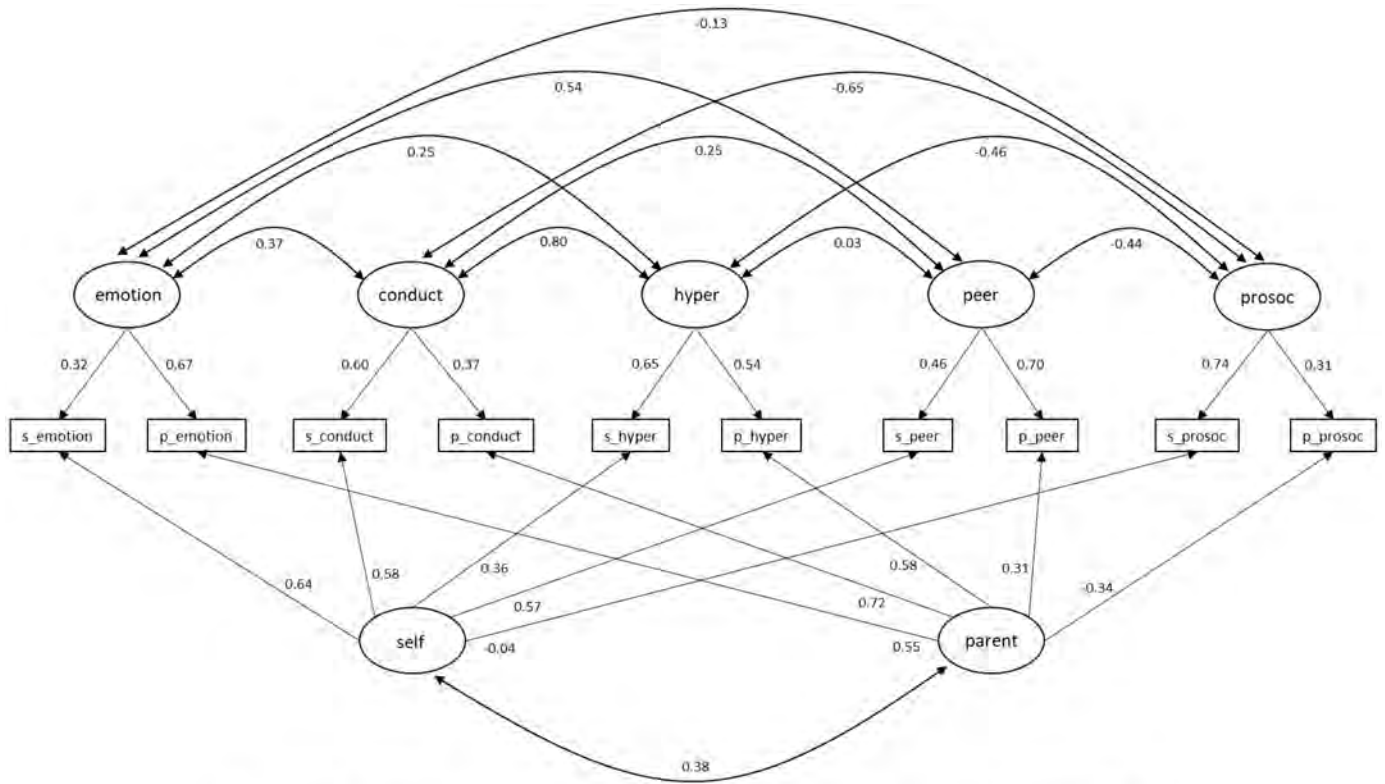 -0.13
0.54
-0.65
0.25
0.25
-0.46
0.37
0.80
0.03
-0.44
emotion
conduct
hyper
peer
prosoc
0.32
0.67
0.60
0.37
0.65
0.54
0.46
0.70
0.74
0.31
s_emotion
p_emotion
s_conduct
p_conduct
s_hyper
p_hyper
s_peer
p_peer
s_prosoc
p_prosoc
0.64
0.58
0.36
0.57
-0.04
0.72
0.55
0.58
0.31
-0.34
self
parent
0.38